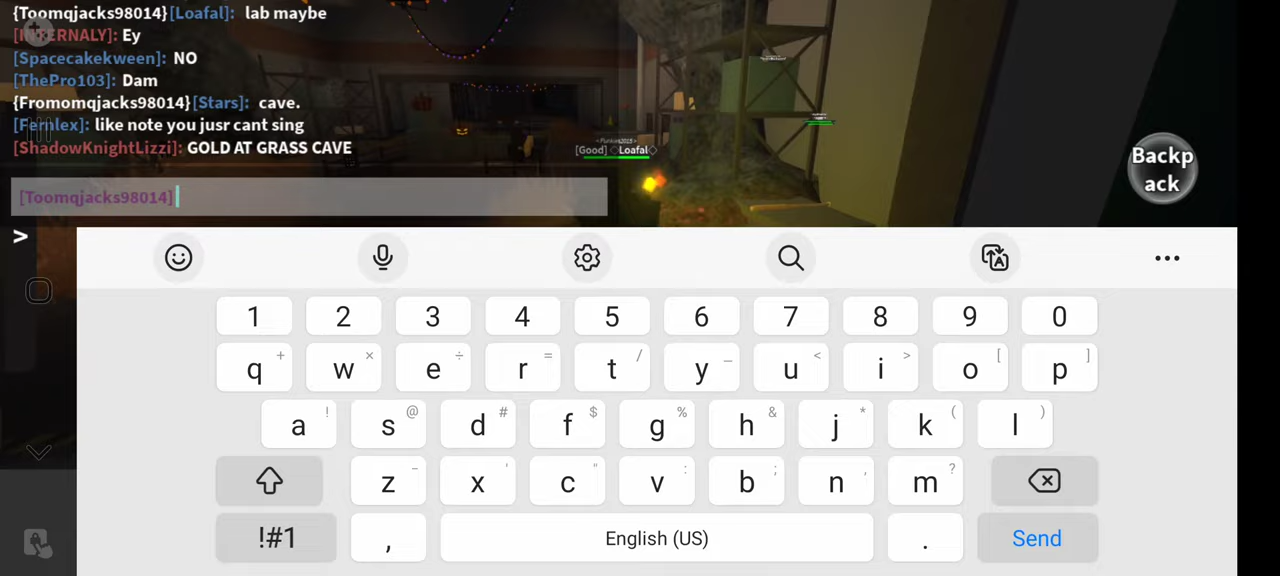 {Toomqjacks98014}[Loafal]: lab maybe
[INTERNALY]: Ey
[Spacecakekween]: NO
[ThePro103]: Dam
{Fromomqjacks98014}[Stars]: cave.
[Fernlex]: like note you jusr cant sing
[ShadowKnightLizzi]: GOLD AT GRASS CAVE
[Good] ◇Loafal◇
Backp
ack
[Toomqjacks98014]
>
1 2 3 4 5 6 7 8 9 0
q + w × e ÷ r = t / y _ u < i > o [ p ]
a ! s @ d # f $ g % h & j * k ( l )
z - x ' c " v : b ; n , m ?
!#1 , English (US) . Send